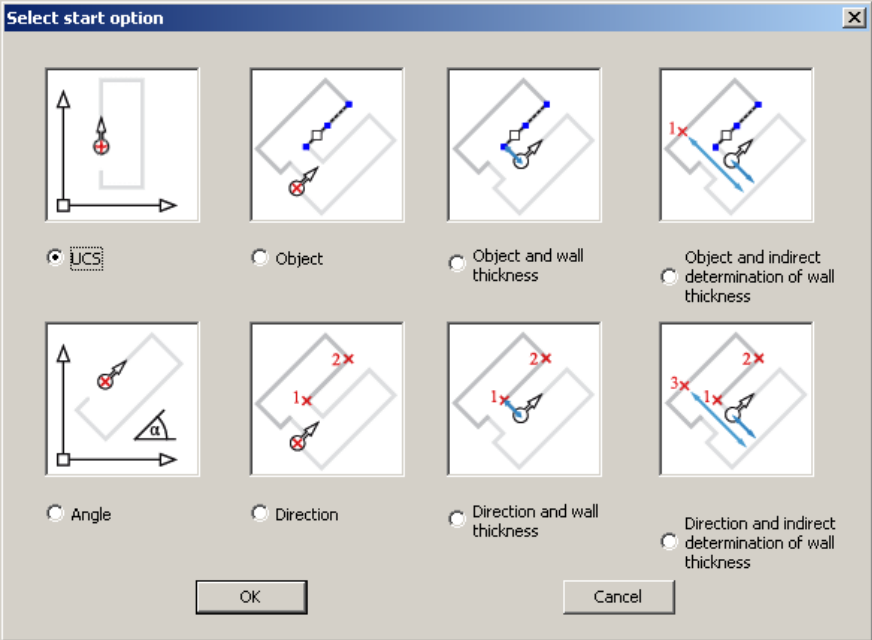 Select start option
1
UCS
Object
Object and wall
thickness
Object and indirect
determination of wall
thickness
α
2
1
2
1
2
3
1
Angle
Direction
Direction and wall
thickness
Direction and indirect
determination of wall
thickness
OK
Cancel